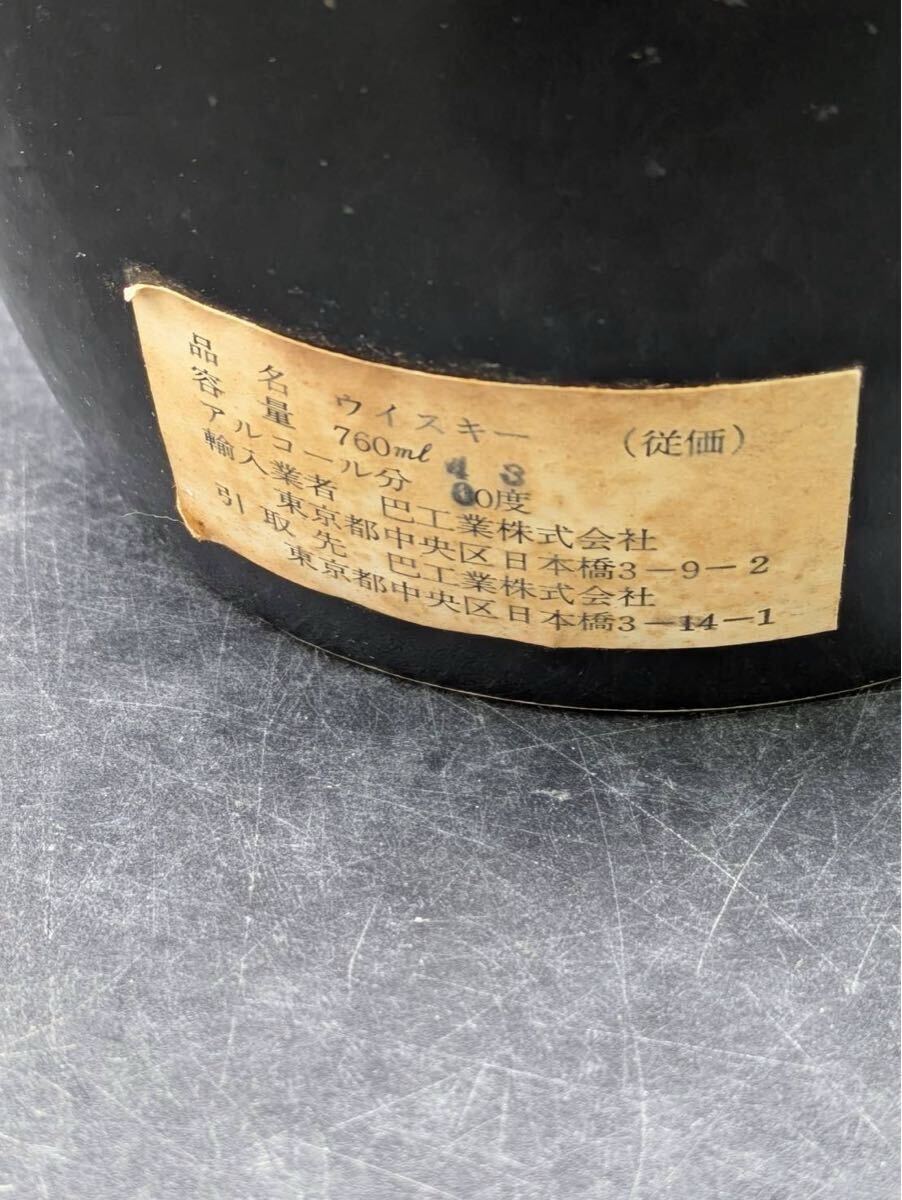 品名 ウイスキー (従価)
容量 760ml
43
アルコール分 00度
輸入業者 巴工業株式会社
東京都中央区日本橋3-9-2
引取先 巴工業株式会社
東京都中央区日本橋3-14-1